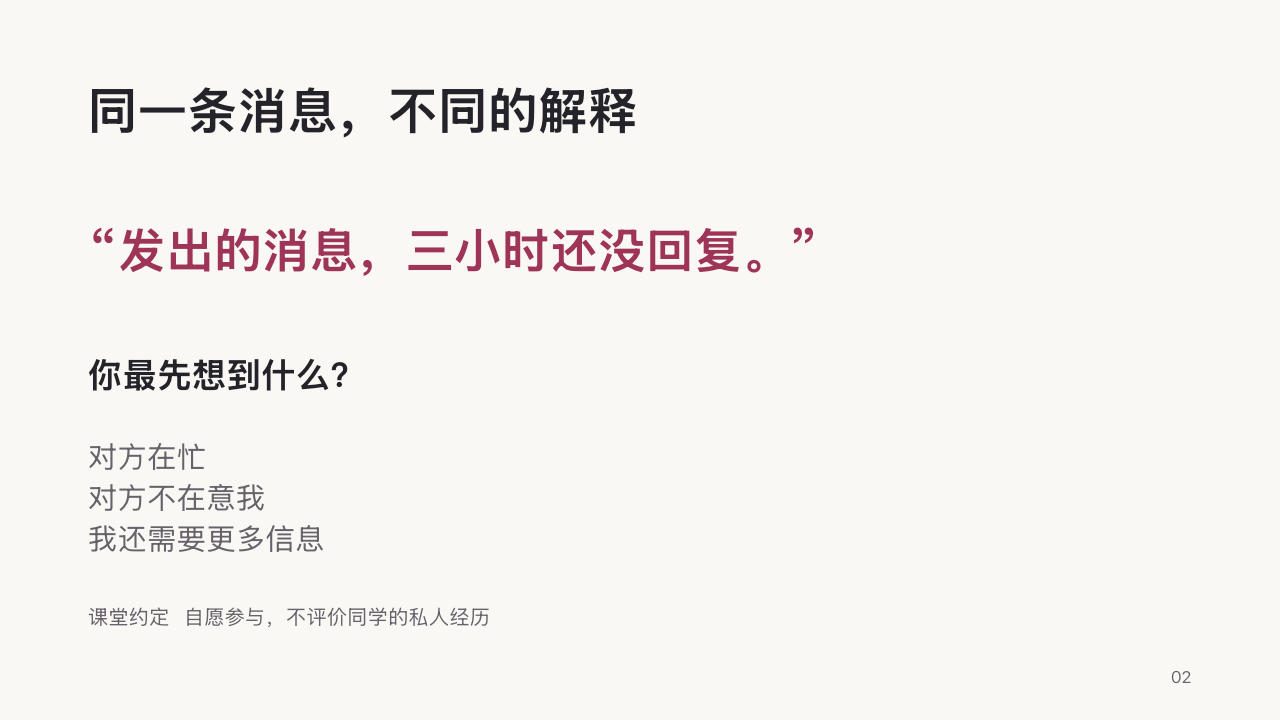 同一条消息，不同的解释
“发出的消息，三小时还没回复。”
你最先想到什么？
对方在忙
对方不在意我
我还需要更多信息
课堂约定 自愿参与，不评价同学的私人经历
02